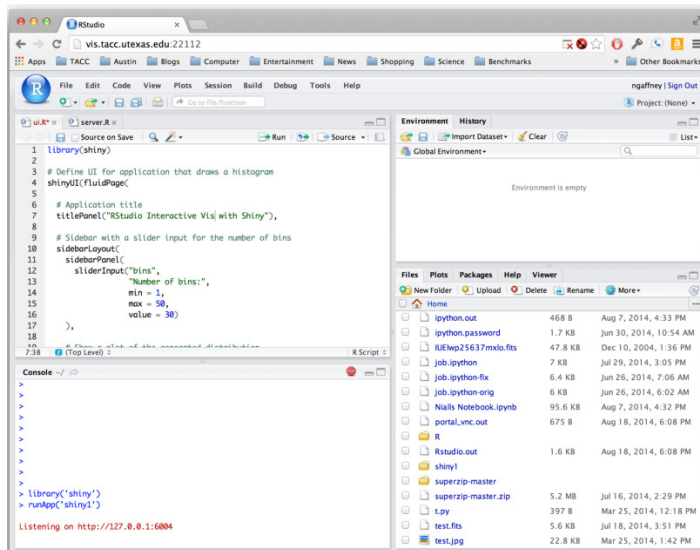 RStudio
vis.tacc.utexas.edu:22112
Apps TACC Austin Blogs Computer Entertainment News Shopping Science Benchmarks » Other Bookmarks
R File Edit Code View Plots Session Build Debug Tools Help
ngaffney | Sign Out
Go to file/function
Project: (None)
ui.R* server.R
Source on Save Run Source
1 library(shiny)
2
3 # Define UI for application that draws a histogram
4 shinyUI(fluidPage(
5
6 # Application title
7 titlePanel("RStudio Interactive Vis with Shiny"),
8
9 # Sidebar with a slider input for the number of bins
10 sidebarLayout(
11 sidebarPanel(
12 sliderInput("bins",
13 "Number of bins:",
14 min = 1,
15 max = 50,
16 value = 30)
17 ),
18
19 # Show a plot of the generated distribution
7:38 (Top Level) R Script
Console ~/
>
>
>
>
>
>
>
>
>
> library('shiny')
> runApp('shiny1')
Listening on http://127.0.0.1:6004
Environment History
Import Dataset Clear List
Global Environment
Environment is empty
Files Plots Packages Help Viewer
New Folder Upload Delete Rename More
Home
ipython.out 468 B Aug 7, 2014, 4:33 PM
ipython.password 1.7 KB Jun 30, 2014, 10:54 AM
IUElwp25637mxlo.fits 47.8 KB Dec 10, 2004, 1:36 PM
job.ipython 7 KB Jul 29, 2014, 3:05 PM
job.ipython-fix 6.4 KB Jun 26, 2014, 7:06 AM
job.ipython-orig 6 KB Jun 26, 2014, 6:02 AM
Nialls Notebook.ipynb 95.6 KB Aug 7, 2014, 4:32 PM
portal_vnc.out 675 B Aug 18, 2014, 6:08 PM
R
Rstudio.out 1.6 KB Aug 18, 2014, 6:08 PM
shiny1
superzip-master
superzip-master.zip 5.2 MB Jul 16, 2014, 2:29 PM
t.py 397 B Mar 25, 2014, 12:18 PM
test.fits 5.6 KB Jul 18, 2014, 3:51 PM
test.jpg 22.8 KB Mar 25, 2014, 1:42 PM